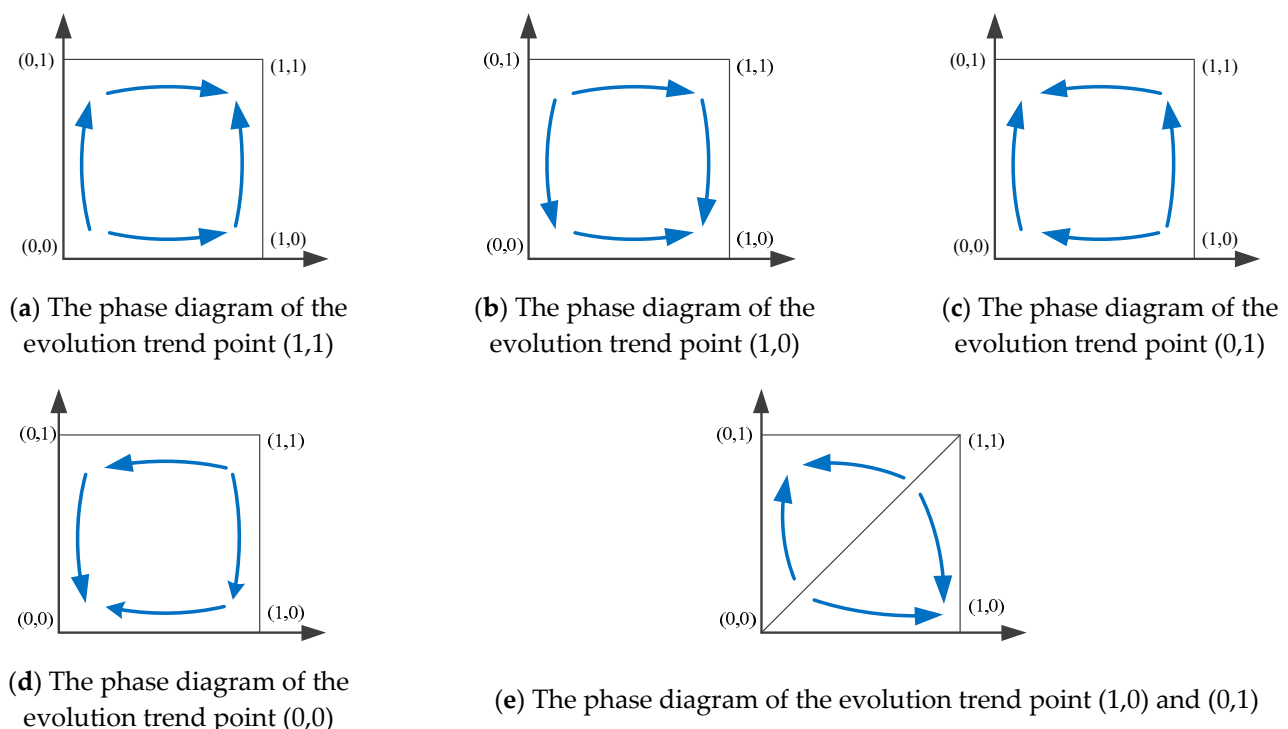 (0,1)
(1,1)
(0,0)
(1,0)
(a) The phase diagram of the
evolution trend point (1,1)
(0,1)
(1,1)
(0,0)
(1,0)
(b) The phase diagram of the
evolution trend point (1,0)
(0,1)
(1,1)
(0,0)
(1,0)
(c) The phase diagram of the
evolution trend point (0,1)
(0,1)
(1,1)
(0,0)
(1,0)
(d) The phase diagram of the
evolution trend point (0,0)
(0,1)
(1,1)
(0,0)
(1,0)
(e) The phase diagram of the evolution trend point (1,0) and (0,1)